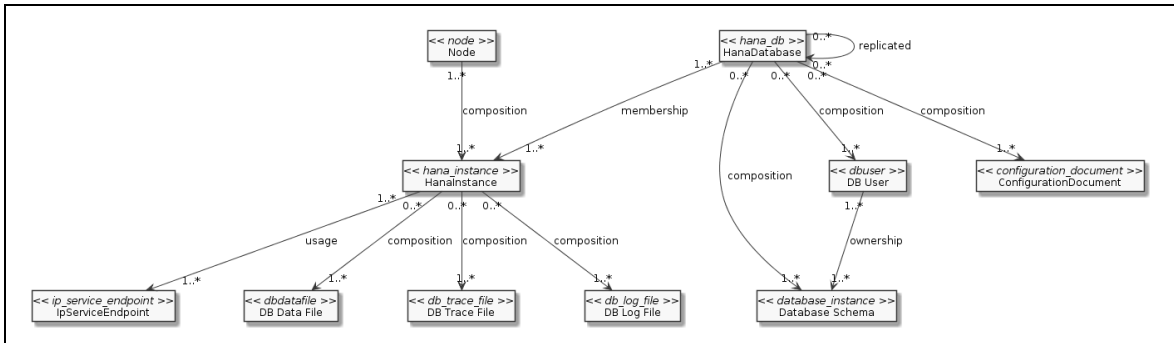 << node >>
Node
<< hana_db >>
HanaDatabase
0..*
replicated
0..*
1..*
1..*
0..*
0..*
0..*
composition
membership
composition
composition
1..*
1..*
1..*
1..*
<< hana_instance >>
HanaInstance
<< dbuser >>
DB User
<< configuration_document >>
ConfigurationDocument
composition
1..*
0..*
0..*
0..*
1..*
usage
composition
composition
composition
ownership
1..*
1..*
1..*
1..*
1..*
1..*
<< ip_service_endpoint >>
IpServiceEndpoint
<< dbdatafile >>
DB Data File
<< db_trace_file >>
DB Trace File
<< db_log_file >>
DB Log File
<< database_instance >>
Database Schema